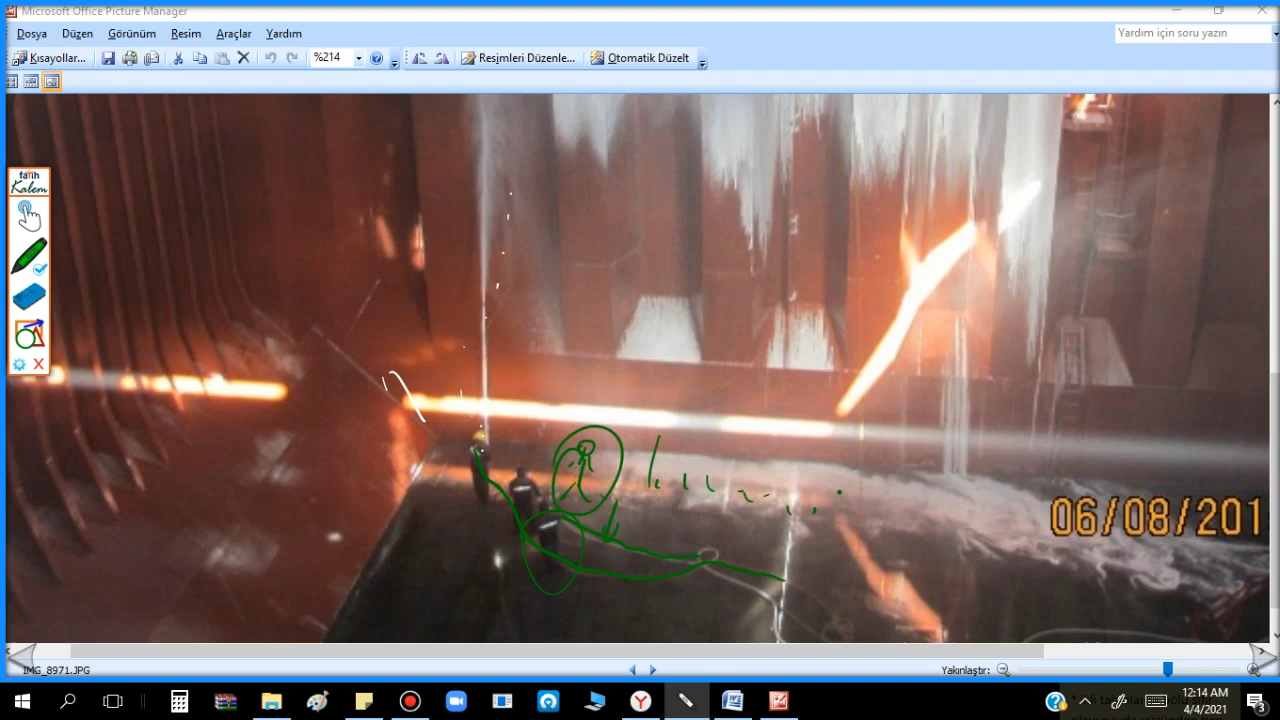 Microsoft Office Picture Manager
Dosya Düzen Görünüm Resim Araçlar Yardım
Yardım için soru yazın
Kısayollar... %214 Resimleri Düzenle... Otomatik Düzelt
fatih
Kalem
06/08/201
IMG_8971.JPG
Yakınlaştır:
12:14 AM
4/4/2021
3